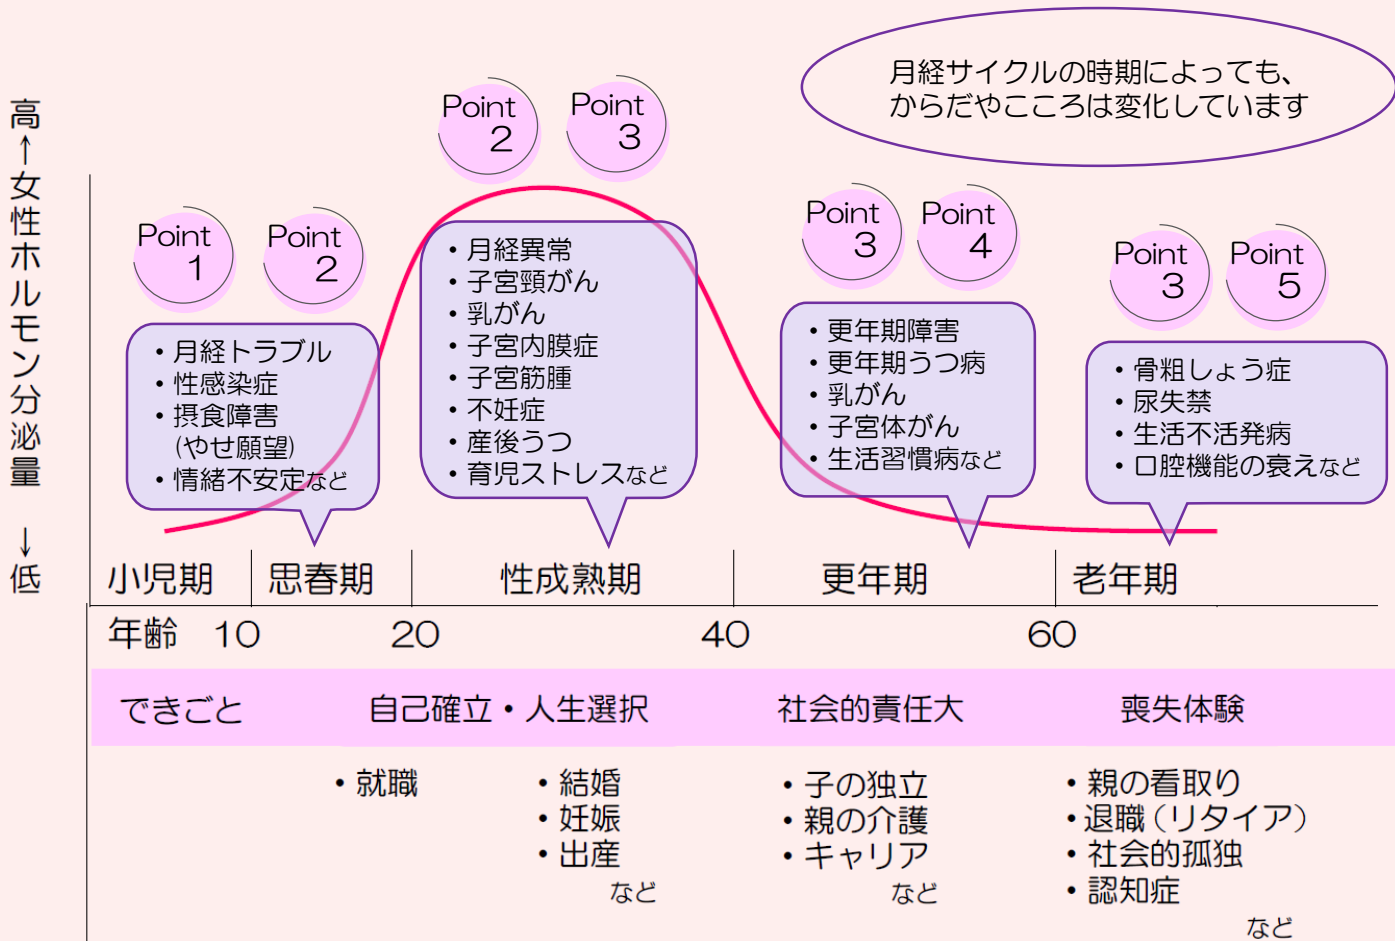 高←女性ホルモン分泌量 →低
月経サイクルの時期によっても、
からだやこころは変化しています
Point
1
Point
2
・月経トラブル
・性感染症
・摂食障害
(やせ願望)
・情緒不安定など
Point
2
Point
3
・月経異常
・子宮頸がん
・乳がん
・子宮内膜症
・子宮筋腫
・不妊症
・産後うつ
・育児ストレスなど
Point
3
Point
4
・更年期障害
・更年期うつ病
・乳がん
・子宮体がん
・生活習慣病など
Point
3
Point
5
・骨粗しょう症
・尿失禁
・生活不活発病
・口腔機能の衰えなど
小児期 思春期 性成熟期 更年期 老年期
年齢 10 20 40 60
できごと 自己確立・人生選択 社会的責任大 喪失体験
・就職
・結婚
・妊娠
・出産
など
・子の独立
・親の介護
・キャリア
など
・親の看取り
・退職（リタイア）
・社会的孤独
・認知症
など